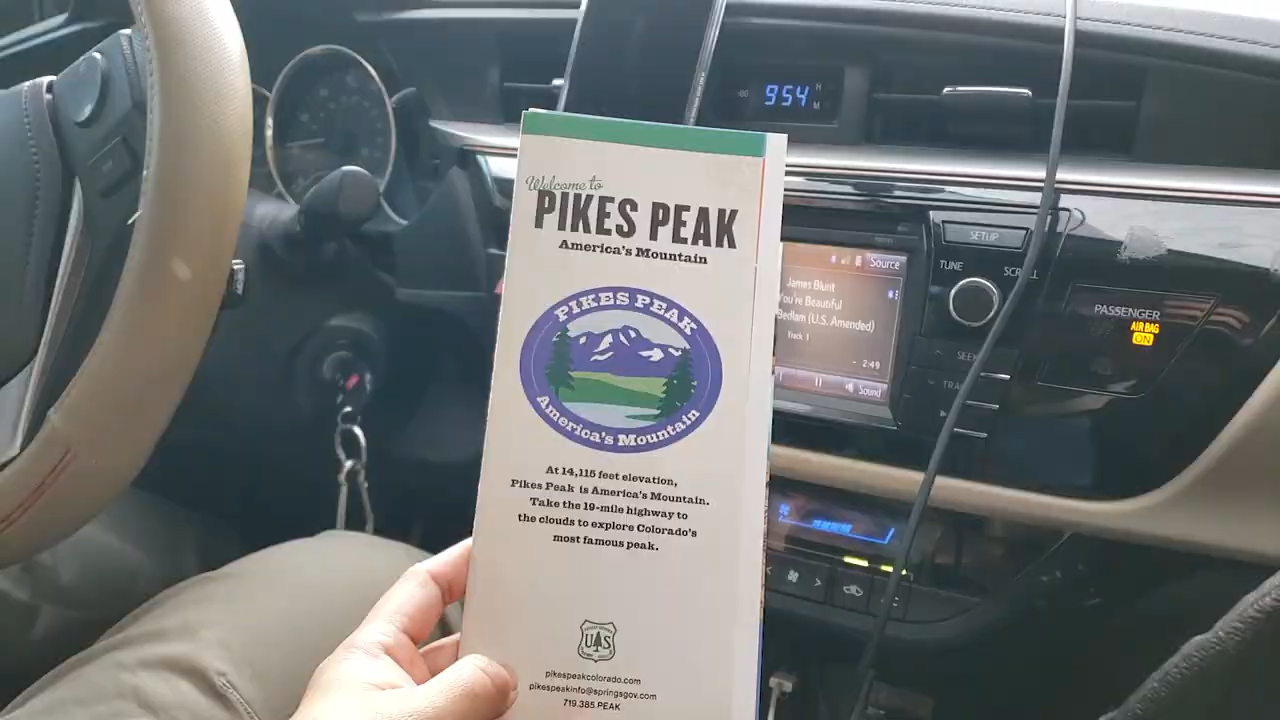 954
H
M
Welcome to
PIKES PEAK
America's Mountain
PIKES PEAK
America's Mountain
At 14,115 feet elevation,
Pikes Peak is America's Mountain.
Take the 19-mile highway to
the clouds to explore Colorado's
most famous peak.
U S
pikespeakcolorado.com
pikespeakinfo@springsgov.com
719.385.PEAK
Source
James Blunt
You're Beautiful
Bedlam (U.S. Amended)
Track 1
- 2:49
Sound
SETUP
TUNE
SCROLL
SEEK
TRACK
PASSENGER
AIR BAG
ON